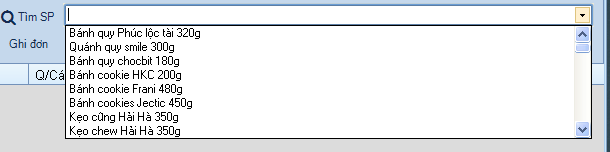 Tìm SP
Bánh quy Phúc lộc tài 320g
Quánh quy smile 300g
Ghi đơn
Bánh quy chocbit 180g
Q/Cá
Bánh cookie HKC 200g
Bánh cookie Frani 480g
Bánh cookies Jectic 450g
Kẹo cũng Hải Hà 350g
Kẹo chew Hải Hà 350g